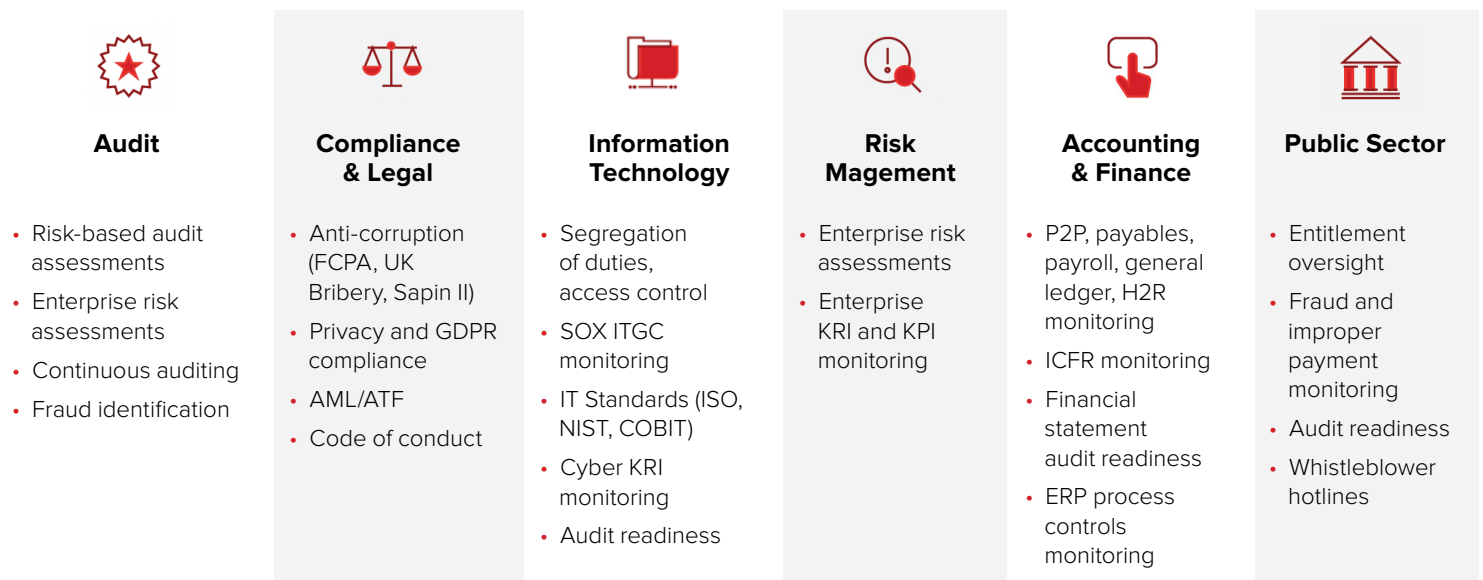 Audit
• Risk-based audit
assessments
• Enterprise risk
assessments
• Continuous auditing
• Fraud identification
Compliance
& Legal
• Anti-corruption
(FCPA, UK
Bribery, Sapin II)
• Privacy and GDPR
compliance
• AML/ATF
• Code of conduct
Information
Technology
• Segregation
of duties,
access control
• SOX ITGC
monitoring
• IT Standards (ISO,
NIST, COBIT)
• Cyber KRI
monitoring
• Audit readiness
Risk
Magement
• Enterprise risk
assessments
• Enterprise
KRI and KPI
monitoring
Accounting
& Finance
• P2P, payables,
payroll, general
ledger, H2R
monitoring
• ICFR monitoring
• Financial
statement
audit readiness
• ERP process
controls
monitoring
Public Sector
• Entitlement
oversight
• Fraud and
improper
payment
monitoring
• Audit readiness
• Whistleblower
hotlines